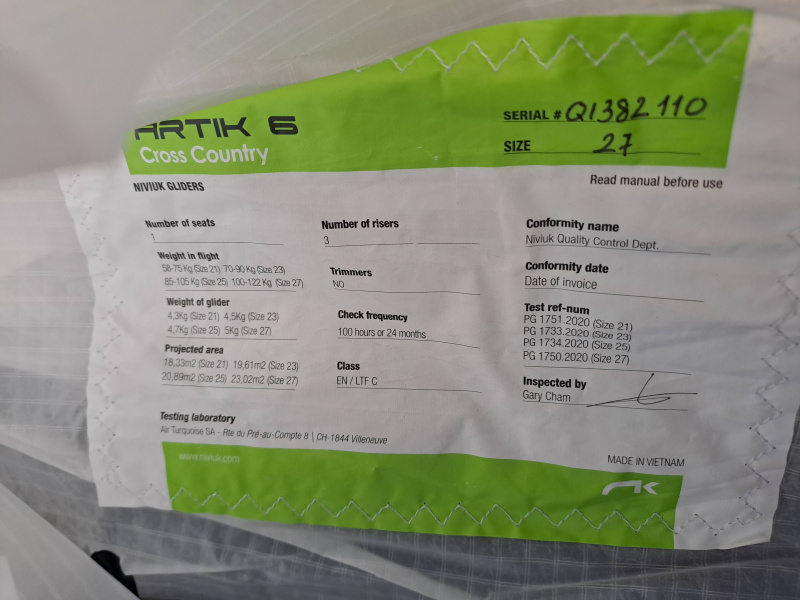 ARTIK 6
Cross Country
SERIAL # Q1382110
SIZE 27
NIVIUK GLIDERS
Read manual before use
Number of seats
1
Weight in flight
58-75 Kg (Size 21) 70-90 Kg (Size 23)
85-105 Kg (Size 25) 100-122 Kg (Size 27)
Weight of glider
4,3Kg (Size 21) 4,5Kg (Size 23)
4,7Kg (Size 25) 5Kg (Size 27)
Projected area
18,33m2 (Size 21) 19,61m2 (Size 23)
20,89m2 (Size 25) 23,02m2 (Size 27)
Number of risers
3
Trimmers
NO
Check frequency
100 hours or 24 months
Class
EN / LTF C
Conformity name
Niviuk Quality Control Dept.
Conformity date
Date of invoice
Test ref-num
PG 1751.2020 (Size 21)
PG 1733.2020 (Size 23)
PG 1734.2020 (Size 25)
PG 1750.2020 (Size 27)
Inspected by
Gary Cham
Testing laboratory
Air Turquoise SA - Rte du Pré-au-Compte 8 | CH-1844 Villeneuve
www.niviuk.com
MADE IN VIETNAM